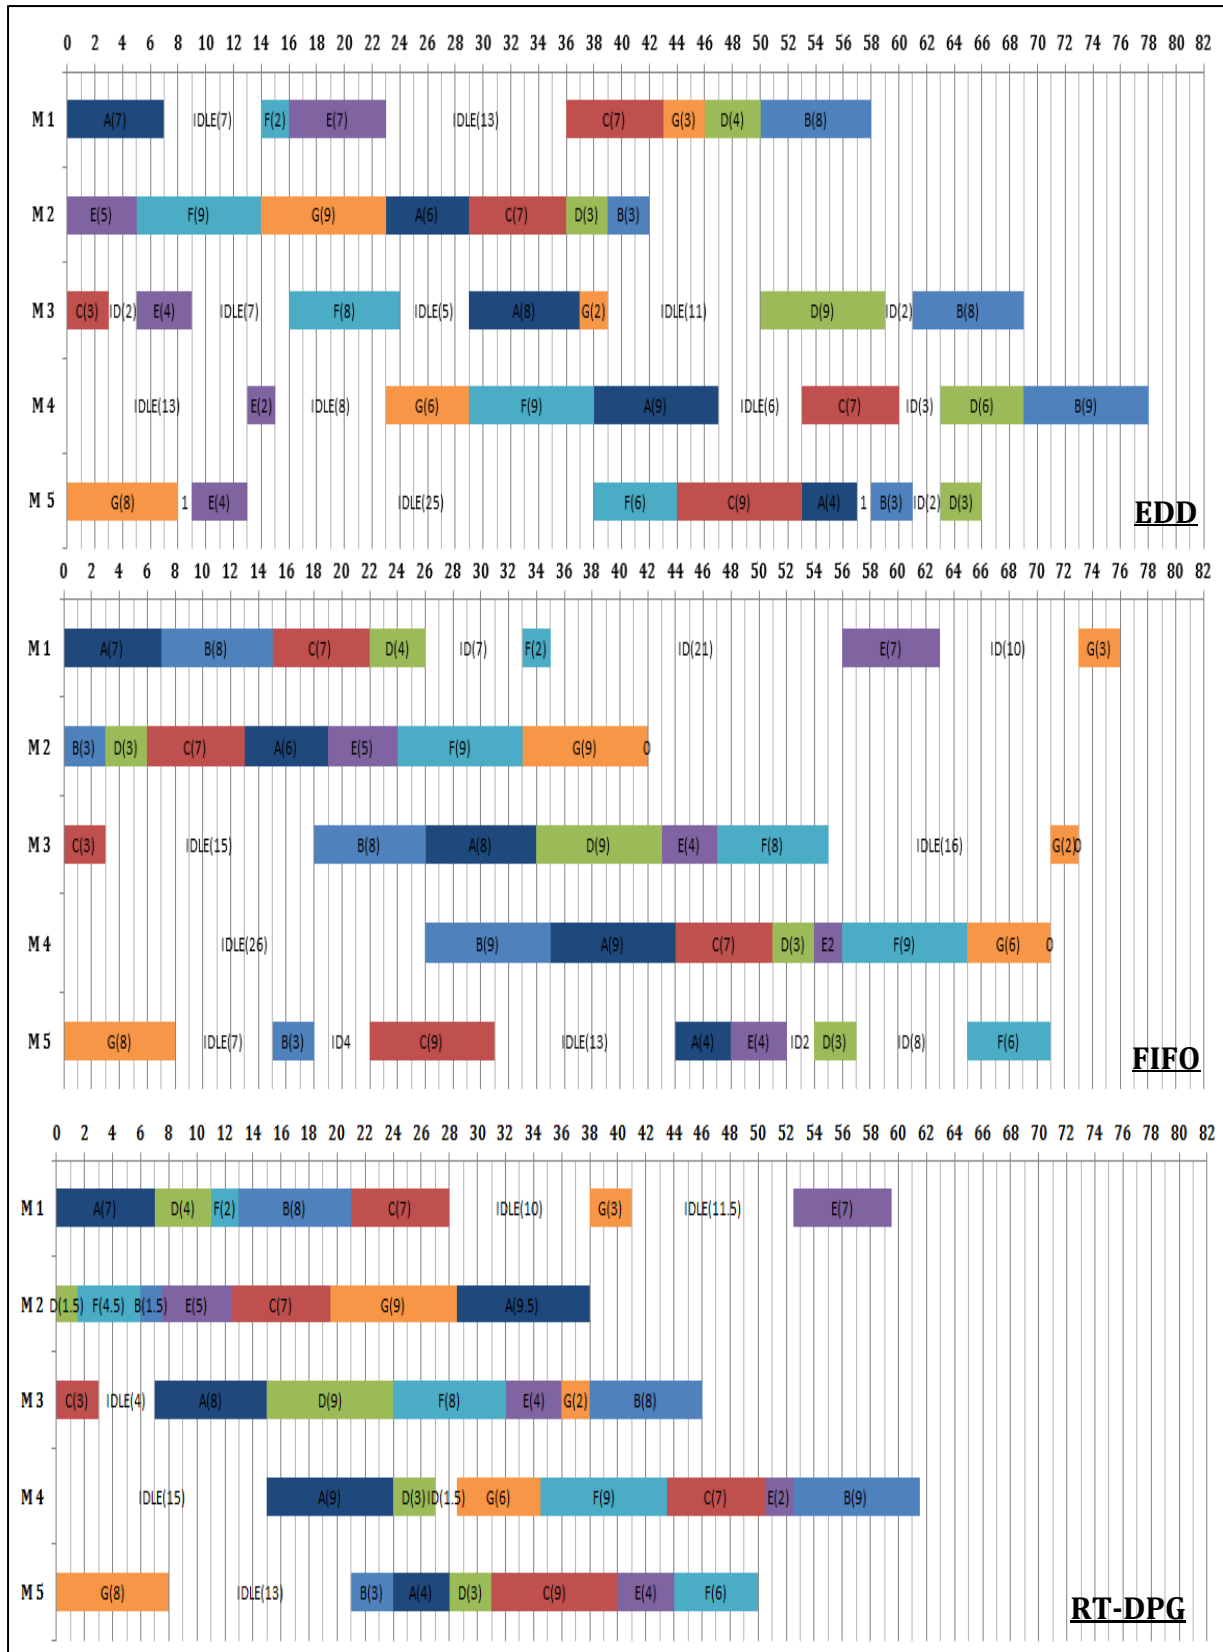 0 2 4 6 8 10 12 14 16 18 20 22 24 26 28 30 32 34 36 38 40 42 44 46 48 50 52 54 56 58 60 62 64 66 68 70 72 74 76 78 80 82
M 1 A(7) IDLE(7) F(2) E(7) IDLE(13) C(7) G(3) D(4) B(8)
M 2 E(5) F(9) G(9) A(6) C(7) D(3) B(3)
M 3 C(3) ID(2) E(4) IDLE(7) F(8) IDLE(5) A(8) G(2) IDLE(11) D(9) ID(2) B(8)
M 4 IDLE(13) E(2) IDLE(8) G(6) F(9) A(9) IDLE(6) C(7) ID(3) D(6) B(9)
M 5 G(8) 1 E(4) IDLE(25) F(6) C(9) A(4) 1 B(3) ID(2) D(3)
EDD
0 2 4 6 8 10 12 14 16 18 20 22 24 26 28 30 32 34 36 38 40 42 44 46 48 50 52 54 56 58 60 62 64 66 68 70 72 74 76 78 80 82
M 1 A(7) B(8) C(7) D(4) ID(7) F(2) ID(21) E(7) ID(10) G(3)
M 2 B(3) D(3) C(7) A(6) E(5) F(9) G(9) 0
M 3 C(3) IDLE(15) B(8) A(8) D(9) E(4) F(8) IDLE(16) G(2) 0
M 4 IDLE(26) B(9) A(9) C(7) D(3) E2 F(9) G(6) 0
M 5 G(8) IDLE(7) B(3) ID4 C(9) IDLE(13) A(4) E(4) ID2 D(3) ID(8) F(6)
FIFO
0 2 4 6 8 10 12 14 16 18 20 22 24 26 28 30 32 34 36 38 40 42 44 46 48 50 52 54 56 58 60 62 64 66 68 70 72 74 76 78 80 82
M 1 A(7) D(4) F(2) B(8) C(7) IDLE(10) G(3) IDLE(11.5) E(7)
M 2 D(1.5) F(4.5) B(1.5) E(5) C(7) G(9) A(9.5)
M 3 C(3) IDLE(4) A(8) D(9) F(8) E(4) G(2) B(8)
M 4 IDLE(15) A(9) D(3) ID(1.5) G(6) F(9) C(7) E(2) B(9)
M 5 G(8) IDLE(13) B(3) A(4) D(3) C(9) E(4) F(6)
RT-DPG